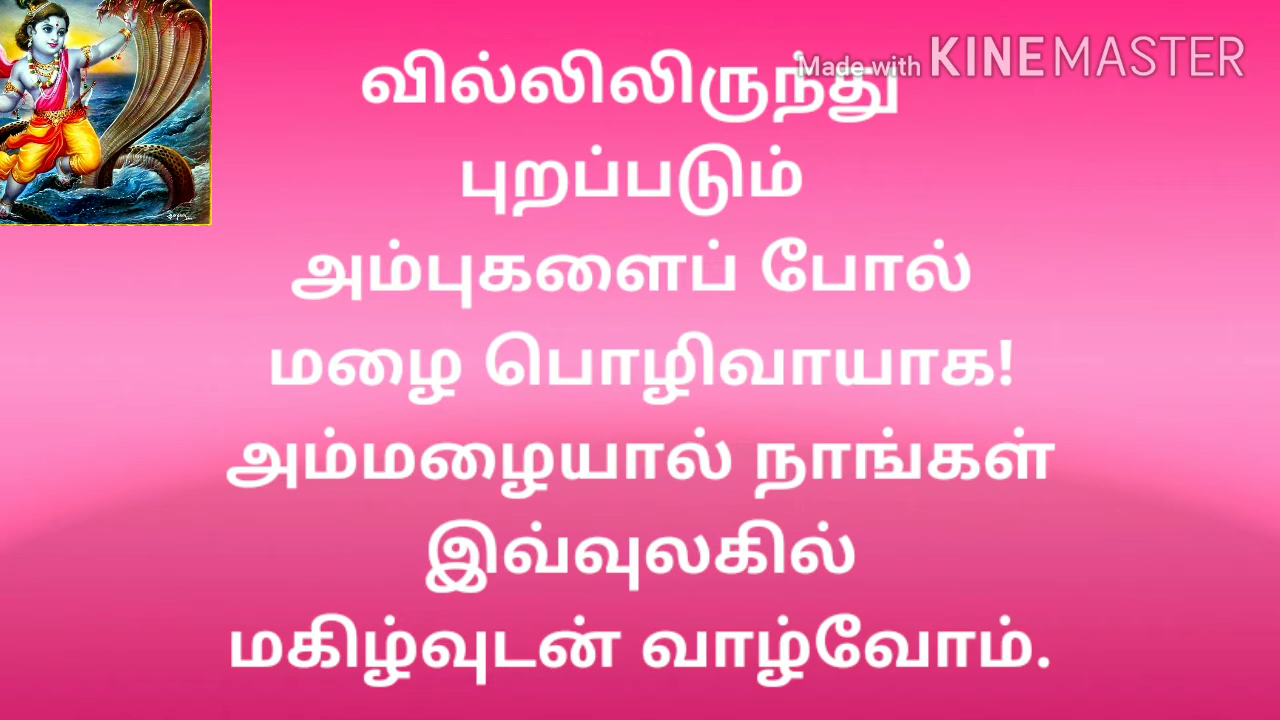 வில்லிலிருந்து
Made with KINEMASTER
புறப்படும்
அம்புகளைப் போல்
மழை பொழிவாயாக!
அம்மழையால் நாங்கள்
இவ்வுலகில்
மகிழ்வுடன் வாழ்வோம்.